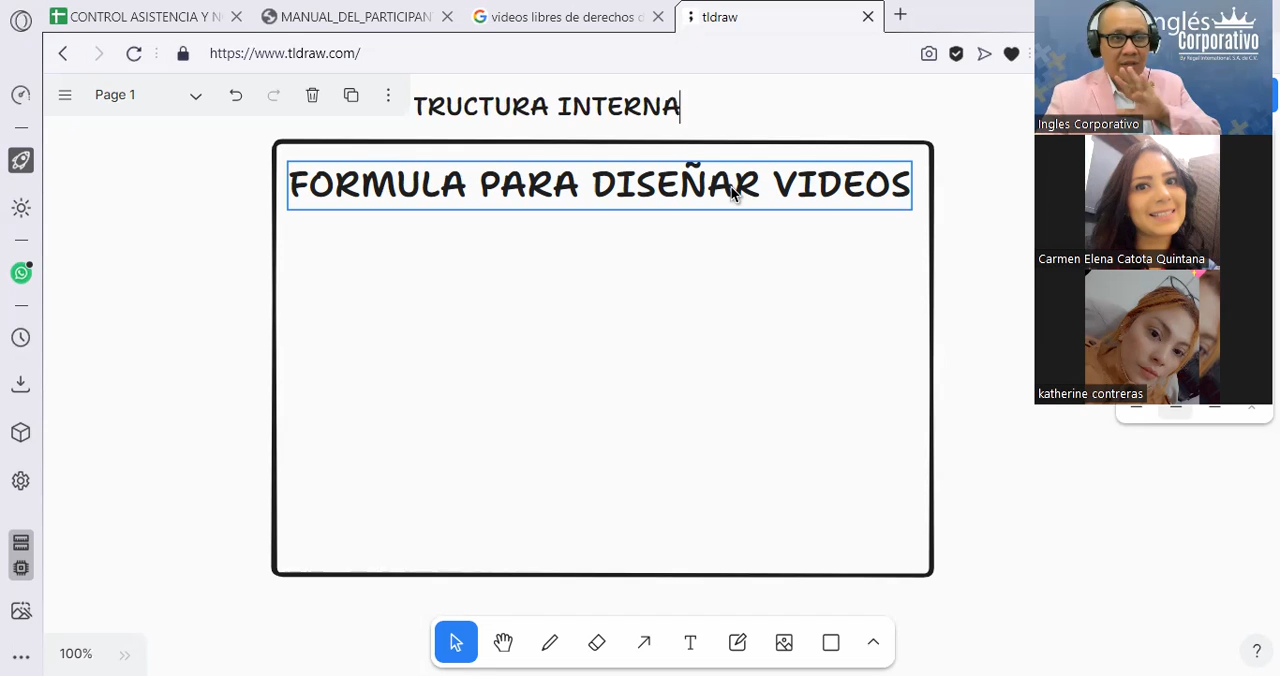 CONTROL ASISTENCIA Y N
MANUAL_DEL_PARTICIPAN
videos libres de derechos d
tldraw
https://www.tldraw.com/
Page 1
TRUCTURA INTERNA
FORMULA PARA DISEÑAR VIDEOS
100%
T
?
Inglés
Corporativo
Ingles Corporativo
Carmen Elena Catota Quintana
katherine contreras